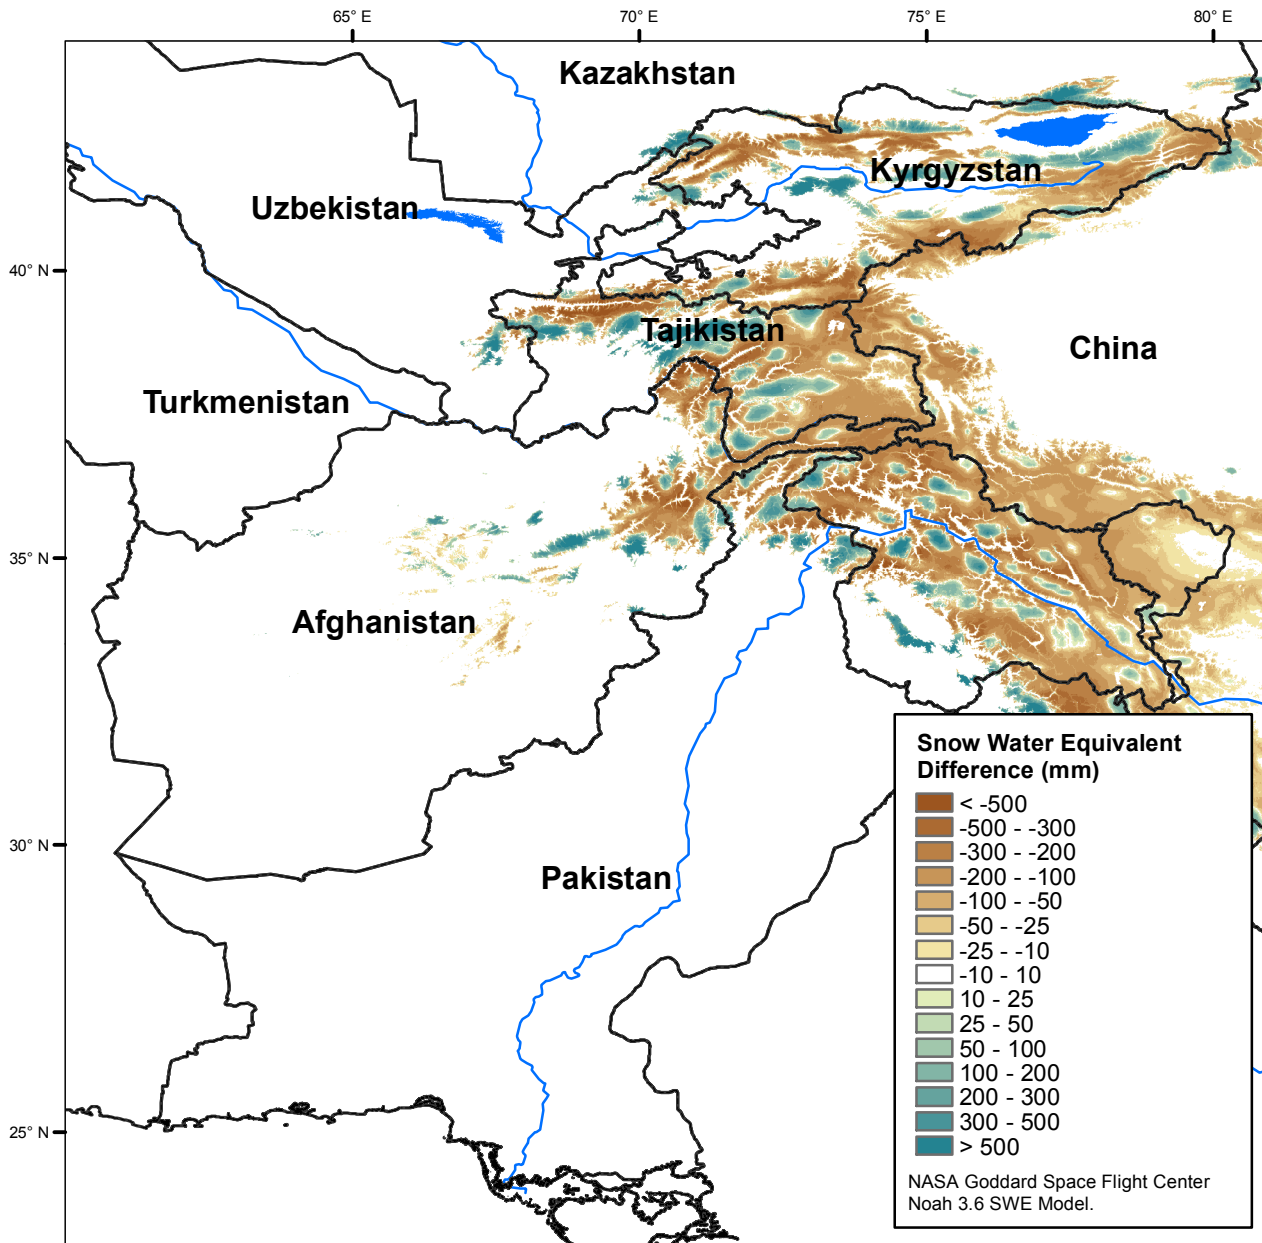 65° E
70° E
75° E
80° E
Kazakhstan
Kyrgyzstan
Uzbekistan
40° N
Tajikistan
China
Turkmenistan
35° N
Afghanistan
Snow Water Equivalent
Difference (mm)
< -500
-500 - -300
-300 - -200
-200 - -100
-100 - -50
-50 - -25
-25 - -10
-10 - 10
10 - 25
25 - 50
50 - 100
100 - 200
200 - 300
300 - 500
> 500
NASA Goddard Space Flight Center
Noah 3.6 SWE Model.
30° N
Pakistan
25° N